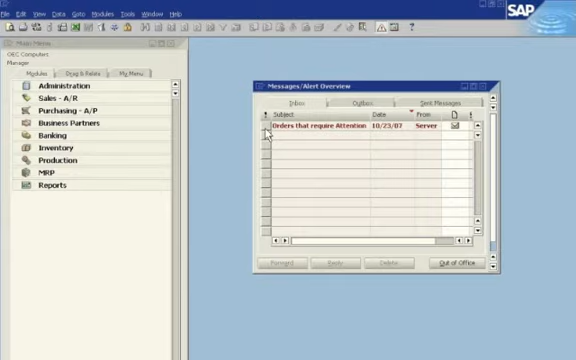 File Edit View Data Goto Modules Tools Window Help
SAP
Main Menu
OEC Computers
Manager
Modules Drag & Relate My Menu
Administration
Sales - A/R
Purchasing - A/P
Business Partners
Banking
Inventory
Production
MRP
Reports
Messages/Alert Overview
Inbox Outbox Sent Messages
! Subject Date From
Orders that require Attention 10/23/07 Server
Forward Reply Delete Out of Office